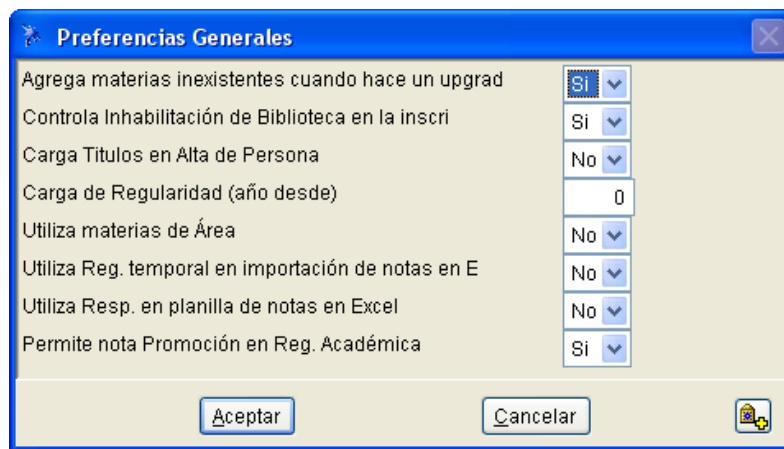 Preferencias Generales
Agrega materias inexistentes cuando hace un upgrad Si
Controla Inhabilitación de Biblioteca en la inscri Si
Carga Titulos en Alta de Persona No
Carga de Regularidad (año desde) 0
Utiliza materias de Área No
Utiliza Reg. temporal en importación de notas en E No
Utiliza Resp. en planilla de notas en Excel No
Permite nota Promoción en Reg. Académica Si
Aceptar Cancelar